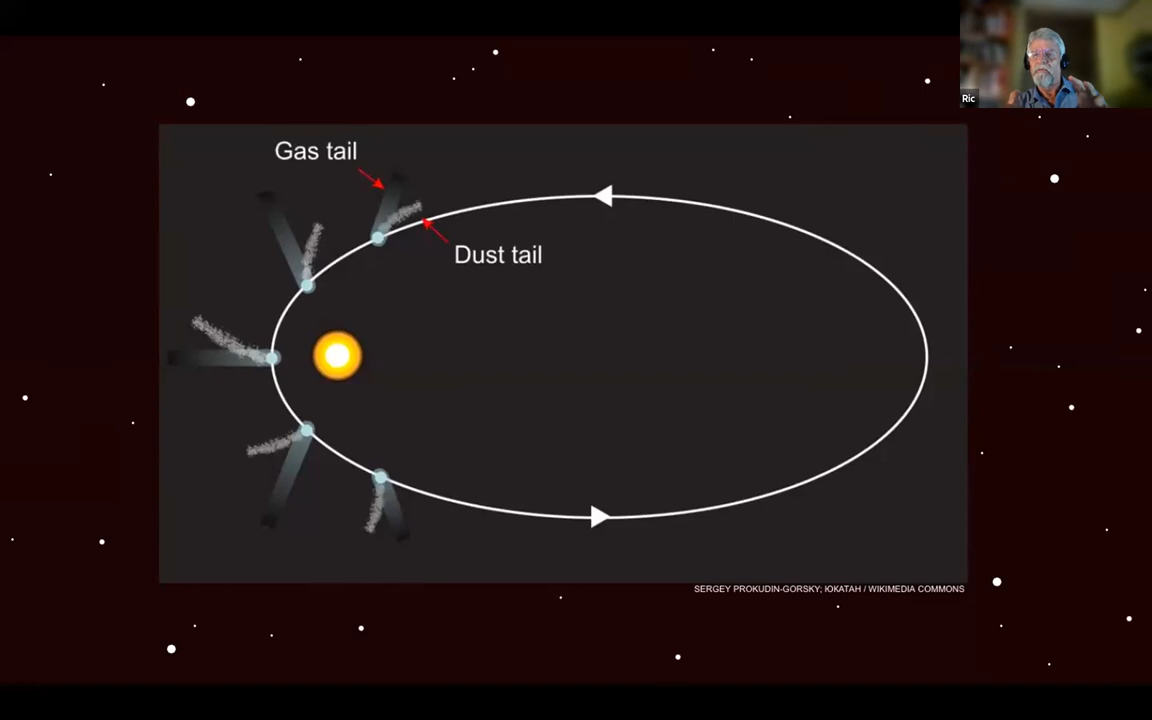 Ric
Gas tail
Dust tail
SERGEY PROKUDIN-GORSKY; ЮКАТАН / WIKIMEDIA COMMONS